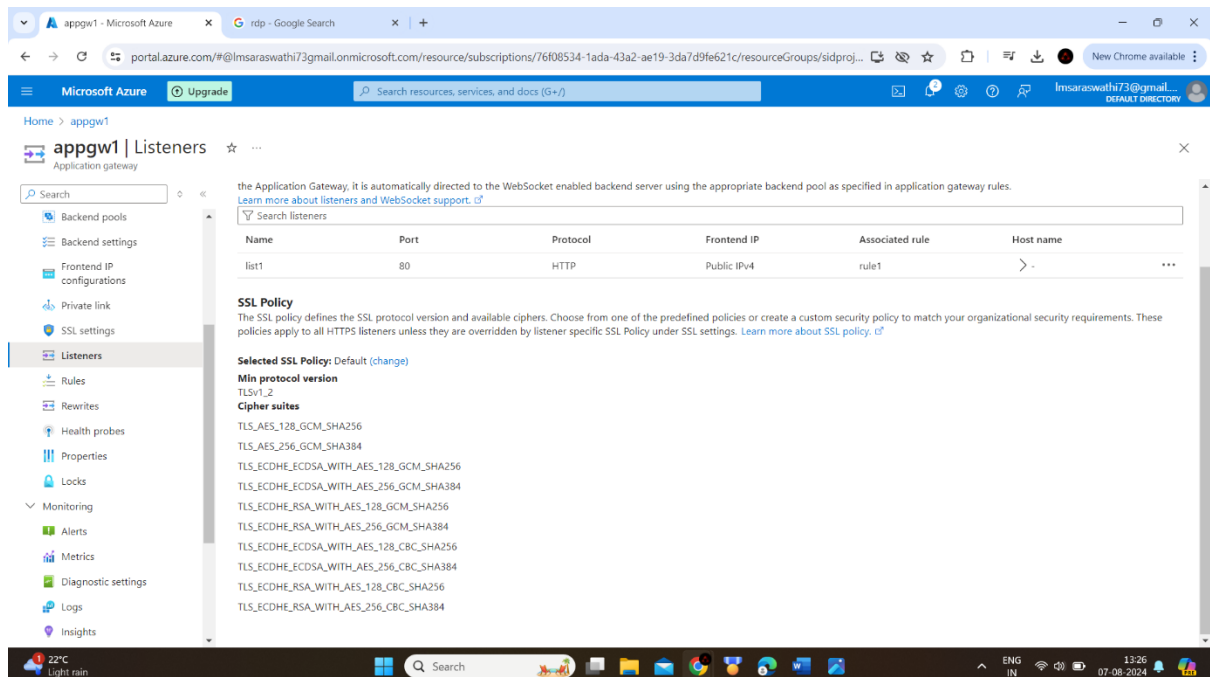 appgw1 - Microsoft Azure
rdp - Google Search
portal.azure.com/#@lmsaraswathi73gmail.onmicrosoft.com/resource/subscriptions/76f08534-1ada-43a2-ae19-3da7d9fe621c/resourceGroups/sidproj...
New Chrome available
Microsoft Azure
Upgrade
Search resources, services, and docs (G+/)
2
lmsaraswathi73@gmail....
DEFAULT DIRECTORY
Home > appgw1
appgw1 | Listeners
Application gateway
Search
Backend pools
Backend settings
Frontend IP
configurations
Private link
SSL settings
Listeners
Rules
Rewrites
Health probes
Properties
Locks
Monitoring
Alerts
Metrics
Diagnostic settings
Logs
Insights
the Application Gateway, it is automatically directed to the WebSocket enabled backend server using the appropriate backend pool as specified in application gateway rules.
Learn more about listeners and WebSocket support.
Search listeners
Name Port Protocol Frontend IP Associated rule Host name
list1 80 HTTP Public IPv4 rule1 > -
SSL Policy
The SSL policy defines the SSL protocol version and available ciphers. Choose from one of the predefined policies or create a custom security policy to match your organizational security requirements. These
policies apply to all HTTPS listeners unless they are overridden by listener specific SSL Policy under SSL settings. Learn more about SSL policy.
Selected SSL Policy: Default (change)
Min protocol version
TLSv1_2
Cipher suites
TLS_AES_128_GCM_SHA256
TLS_AES_256_GCM_SHA384
TLS_ECDHE_ECDSA_WITH_AES_128_GCM_SHA256
TLS_ECDHE_ECDSA_WITH_AES_256_GCM_SHA384
TLS_ECDHE_RSA_WITH_AES_128_GCM_SHA256
TLS_ECDHE_RSA_WITH_AES_256_GCM_SHA384
TLS_ECDHE_ECDSA_WITH_AES_128_CBC_SHA256
TLS_ECDHE_ECDSA_WITH_AES_256_CBC_SHA384
TLS_ECDHE_RSA_WITH_AES_128_CBC_SHA256
TLS_ECDHE_RSA_WITH_AES_256_CBC_SHA384
1
22°C
Light rain
Search
ENG
IN
13:26
07-08-2024